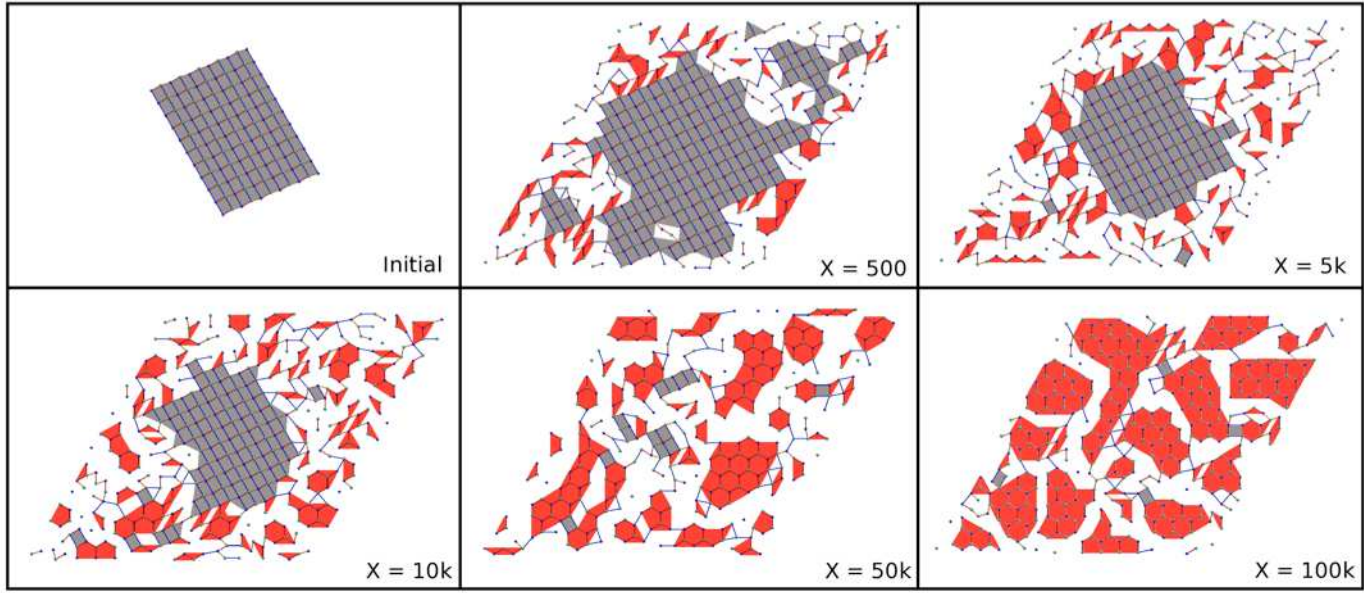 Initial
X = 500
X = 5k
X = 10k
X = 50k
X = 100k